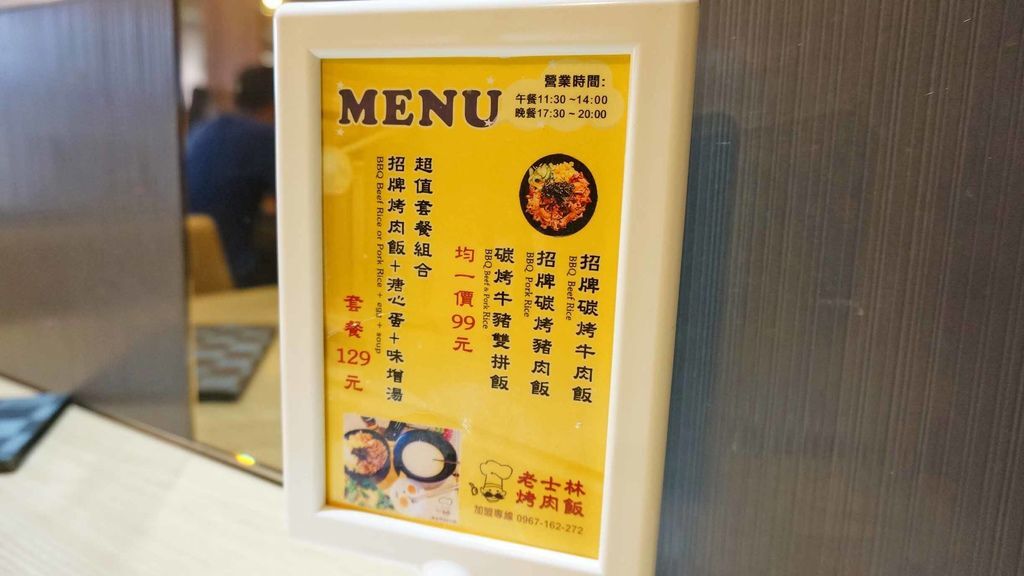 MENU
營業時間:
午餐11:30 ~14:00
晚餐17:30 ~ 20:00
招牌碳烤牛肉飯
BBQ Beef Rice
招牌碳烤豬肉飯
BBQ Pork Rice
碳烤牛豬雙拼飯
BBQ Beef & Pork Rice
均一價99元
超值套餐組合
招牌烤肉飯+溏心蛋+味增湯
BBQ Beef Rice or Pork Rice + egg + soup
套餐129元
老士林
烤肉飯
加盟專線 0967-162-272